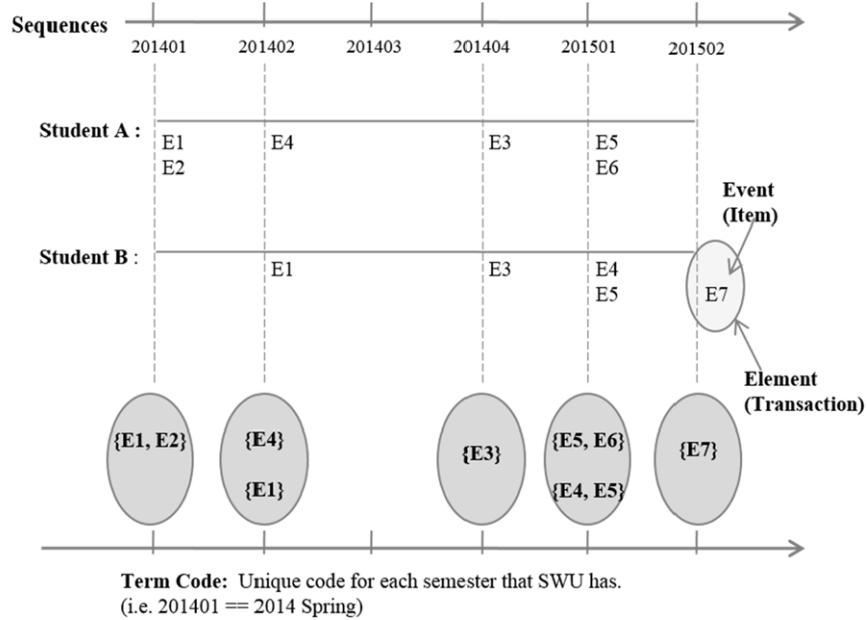 Sequences
201401 201402 201403 201404 201501 201502
Student A :
E1 E4 E3 E5
E2 E6
Event
(Item)
Student B :
E1 E3 E4
E5 E7
Element
(Transaction)
{E1, E2} {E4} {E3} {E5, E6} {E7}
{E1} {E4, E5}
Term Code: Unique code for each semester that SWU has.
(i.e. 201401 == 2014 Spring)